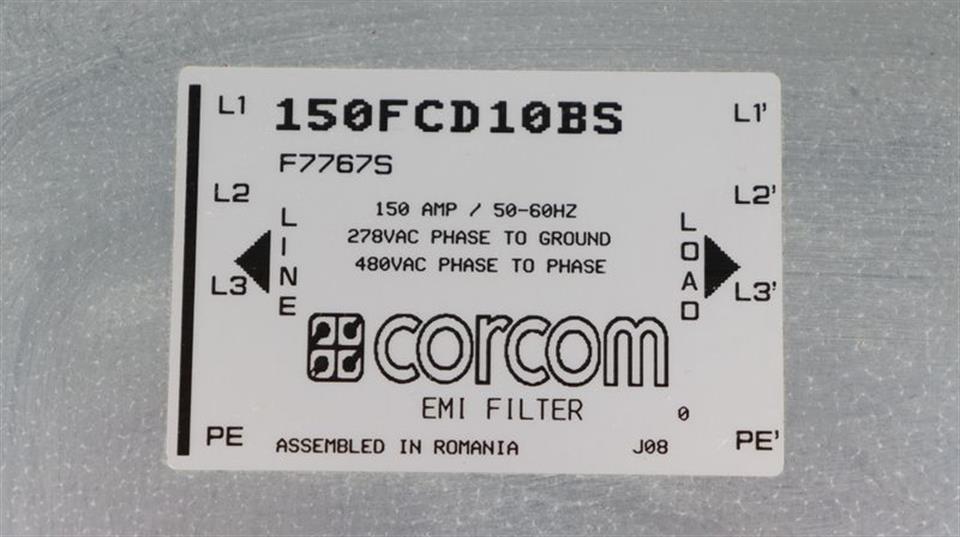 L1 150FCD10BS L1'
F7767S
L2 L2'
150 AMP / 50-60HZ
278VAC PHASE TO GROUND
480VAC PHASE TO PHASE
LINE LOAD
L3 L3'
corcom
EMI FILTER 0
PE PE'
ASSEMBLED IN ROMANIA J08